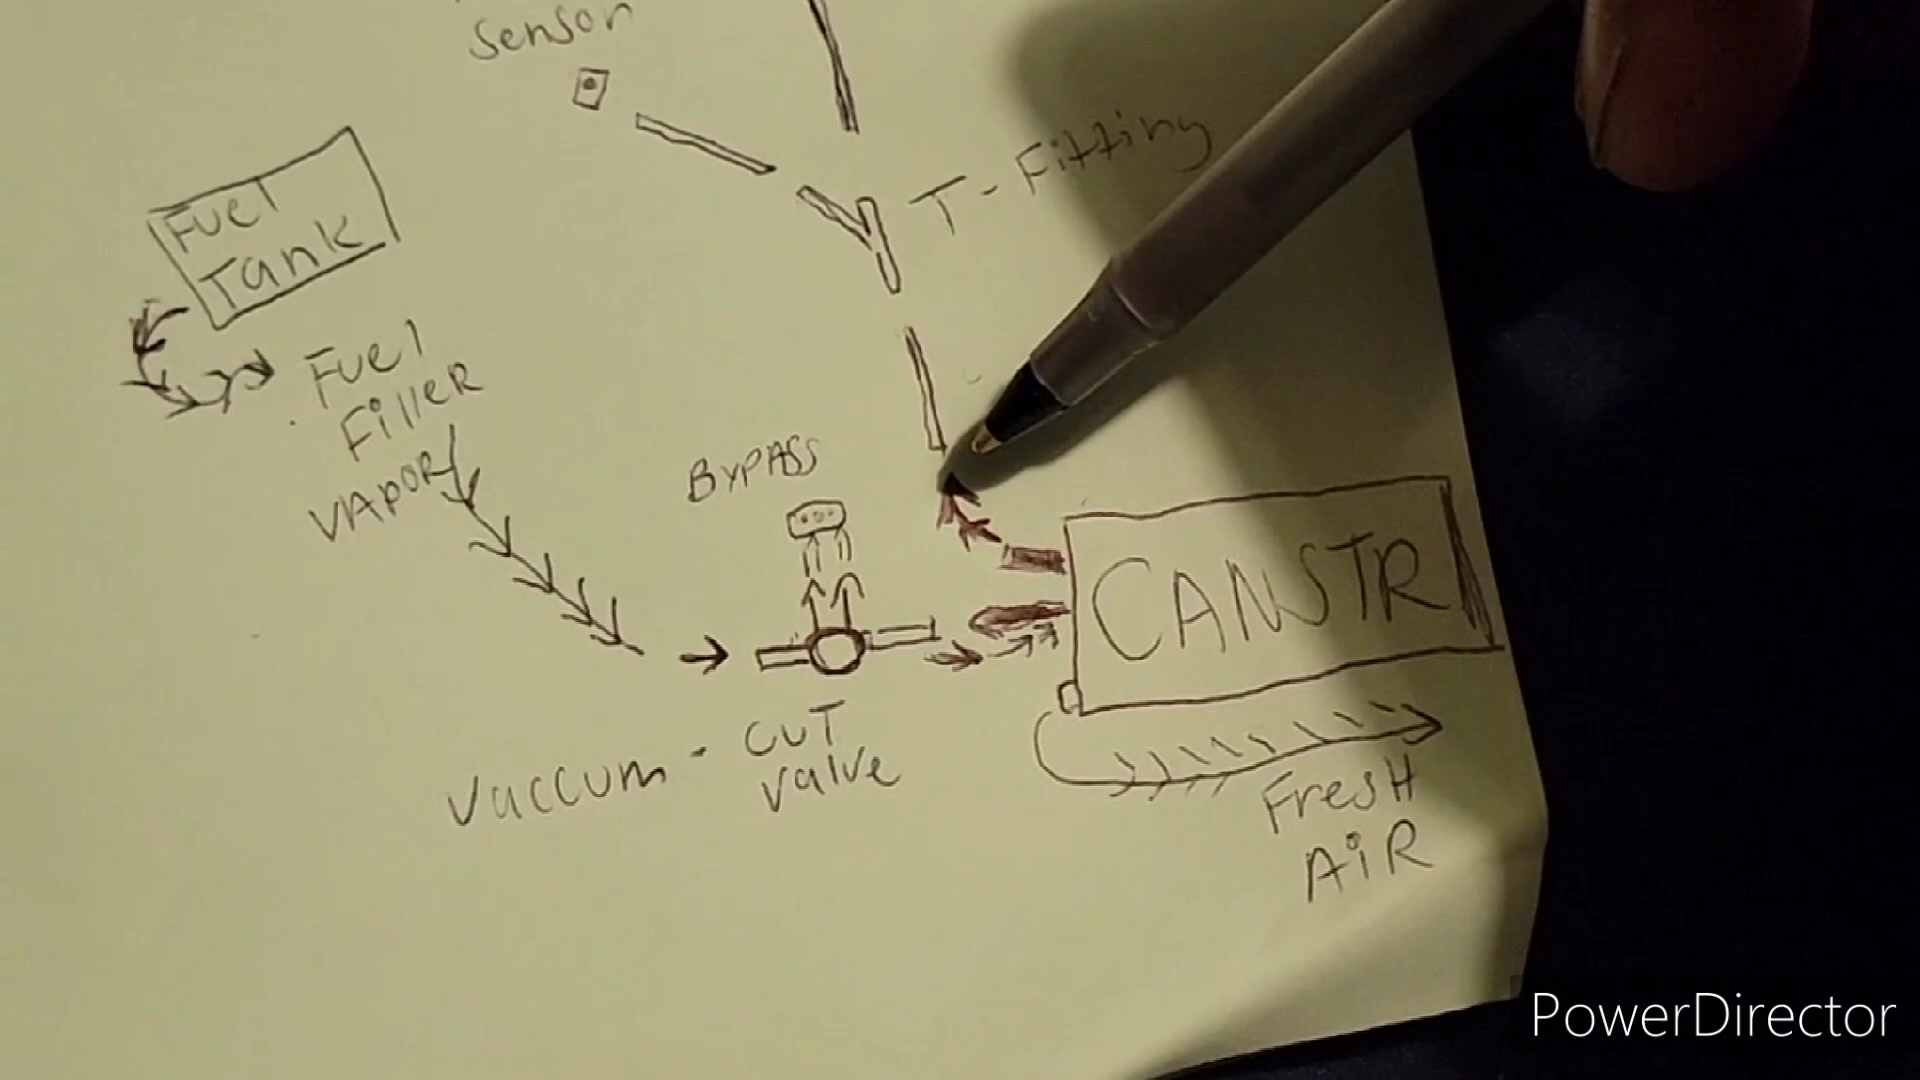 Sensor
T-Fitting
Fuel
Tank
Fuel
Filler
VAPOR
BYPASS
CANSTR
Vaccum - CUT
Valve
FresH
AiR
PowerDirector